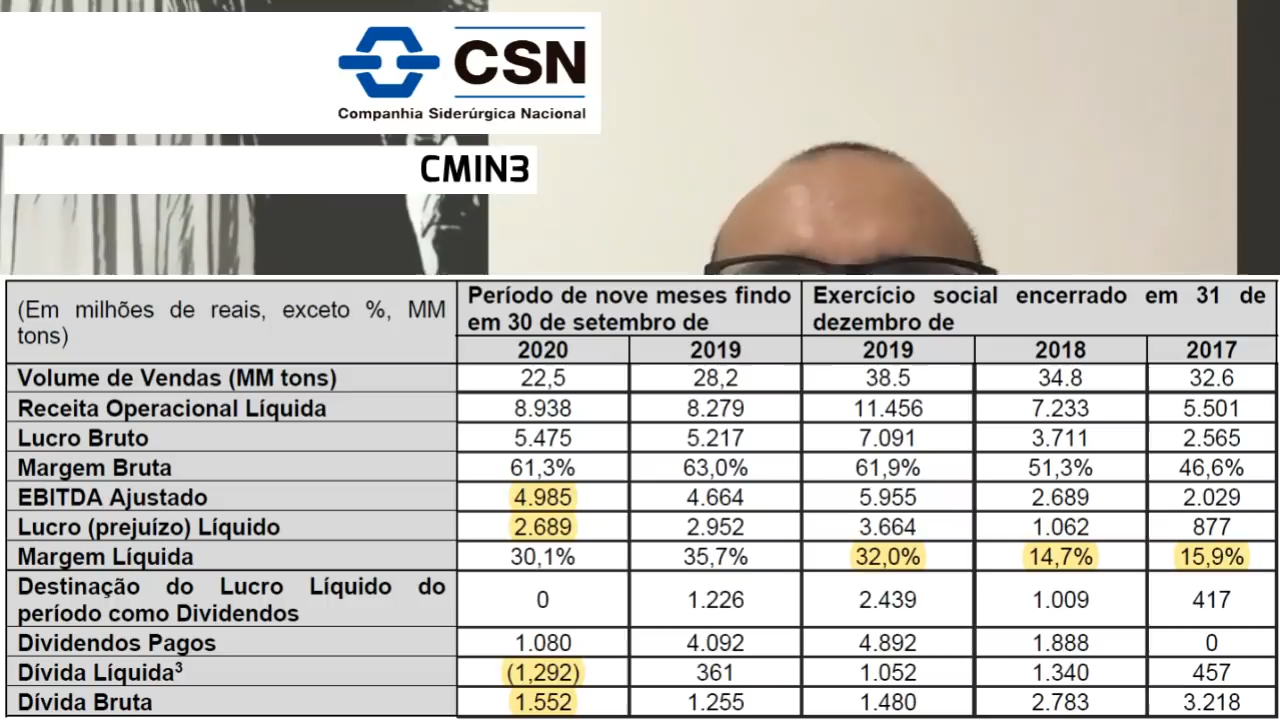 CSN
Companhia Siderúrgica Nacional
CMIN3
(Em milhões de reais, exceto %, MM tons) Período de nove meses findo em 30 de setembro de Exercício social encerrado em 31 de dezembro de
2020 2019 2019 2018 2017
Volume de Vendas (MM tons) 22,5 28,2 38.5 34.8 32.6
Receita Operacional Líquida 8.938 8.279 11.456 7.233 5.501
Lucro Bruto 5.475 5.217 7.091 3.711 2.565
Margem Bruta 61,3% 63,0% 61,9% 51,3% 46,6%
EBITDA Ajustado 4.985 4.664 5.955 2.689 2.029
Lucro (prejuízo) Líquido 2.689 2.952 3.664 1.062 877
Margem Líquida 30,1% 35,7% 32,0% 14,7% 15,9%
Destinação do Lucro Líquido do período como Dividendos 0 1.226 2.439 1.009 417
Dividendos Pagos 1.080 4.092 4.892 1.888 0
Dívida Líquida³ (1,292) 361 1.052 1.340 457
Dívida Bruta 1.552 1.255 1.480 2.783 3.218